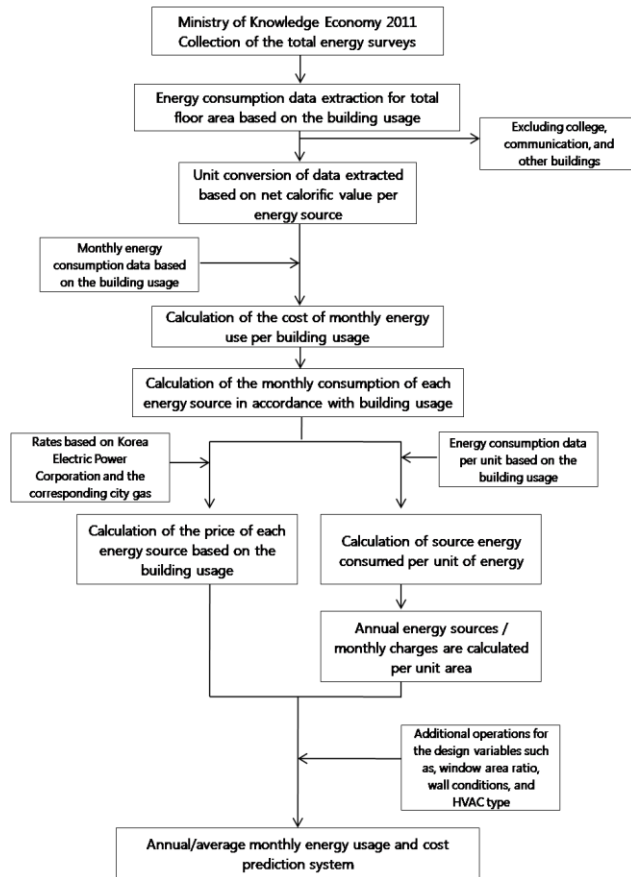 Ministry of Knowledge Economy 2011
Collection of the total energy surveys
Energy consumption data extraction for total
floor area based on the building usage
Excluding college,
communication, and
other buildings
Unit conversion of data extracted
based on net calorific value per
energy source
Monthly energy
consumption data based
on the building usage
Calculation of the cost of monthly energy
use per building usage
Calculation of the monthly consumption of each
energy source in accordance with building usage
Rates based on Korea
Electric Power
Corporation and the
corresponding city gas
Energy consumption data
per unit based on the
building usage
Calculation of the price of each
energy source based on the
building usage
Calculation of source energy
consumed per unit of energy
Annual energy sources /
monthly charges are calculated
per unit area
Additional operations for
the design variables such
as, window area ratio,
wall conditions, and
HVAC type
Annual/average monthly energy usage and cost
prediction system